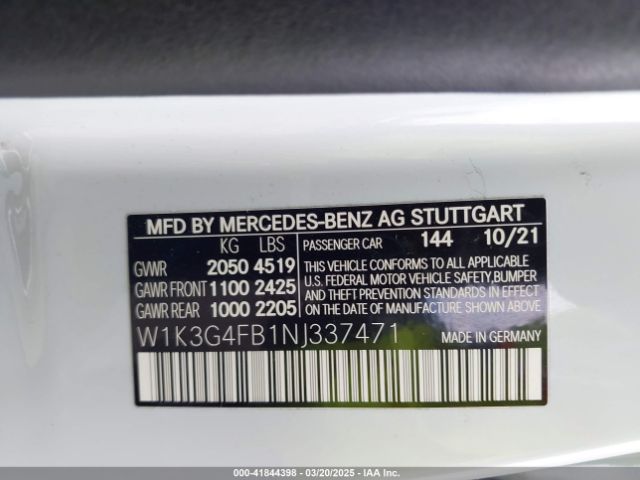 MFD BY MERCEDES-BENZ AG STUTTGART
KG LBS PASSENGER CAR 144 10/21
GVWR 2050 4519 THIS VEHICLE CONFORMS TO ALL APPLICABLE
U.S. FEDERAL MOTOR VEHICLE SAFETY, BUMPER
GAWR FRONT 1100 2425 AND THEFT PREVENTION STANDARDS IN EFFECT
GAWR REAR 1000 2205 ON THE DATE OF MANUFACTURE SHOWN ABOVE.
W1K3G4FB1NJ337471 MADE IN GERMANY
000-41844398 | 03/20/2025 - IAA Inc.